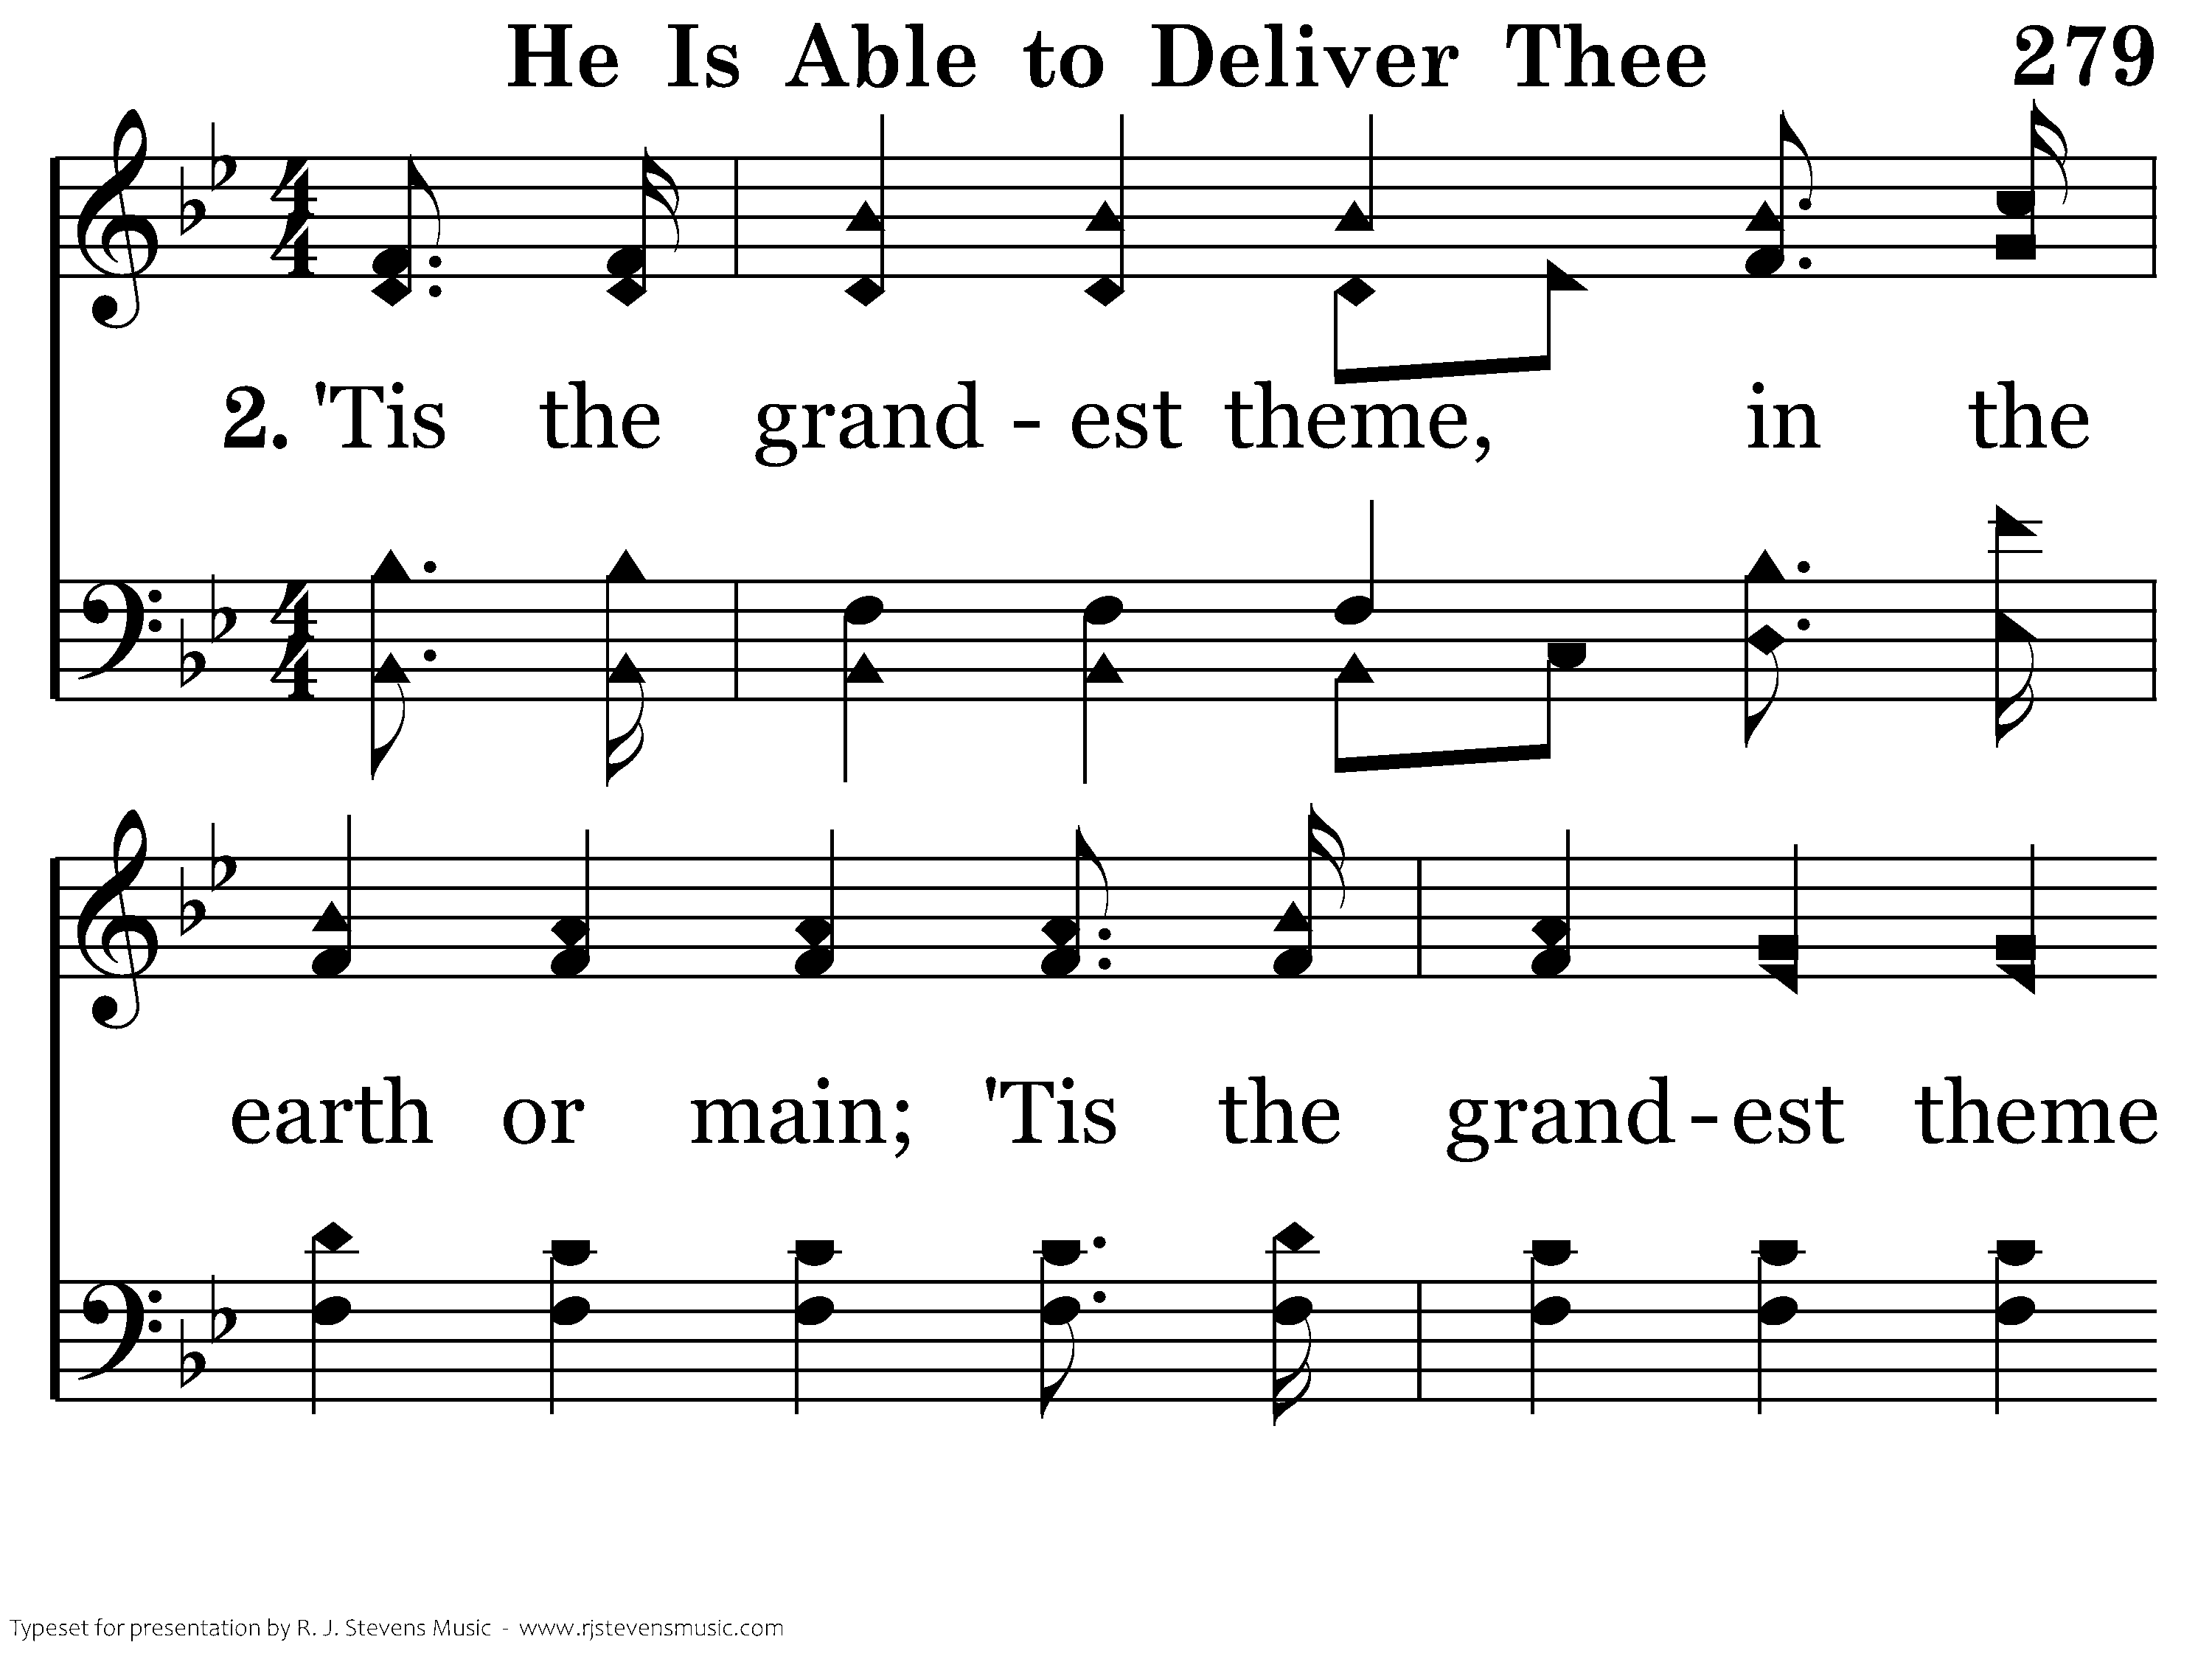 He Is Able to Deliver Thee 279
2. 'Tis the grand - est theme, in the
earth or main; 'Tis the grand - est theme
Typeset for presentation by R. J. Stevens Music - www.rjstevensmusic.com